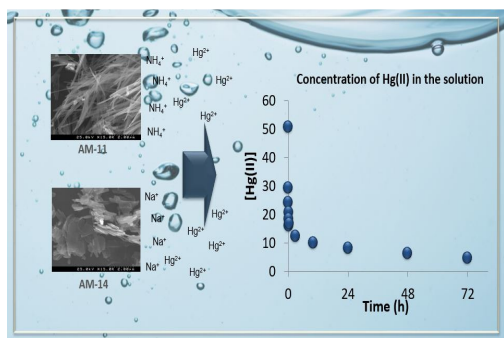 NH₄⁺
Hg²⁺
NH₄⁺
Hg²⁺
NH₄⁺
Hg²⁺
Hg²⁺
NH₄⁺
AM-11
Na⁺
Hg²⁺
Na⁺
Hg²⁺
Na⁺
Hg²⁺
Hg²⁺
Na⁺
Hg²⁺
Hg²⁺
AM-14
Concentration of Hg(II) in the solution
[Hg(II)]
60
50
40
30
20
10
0
0 24 48 72
Time (h)